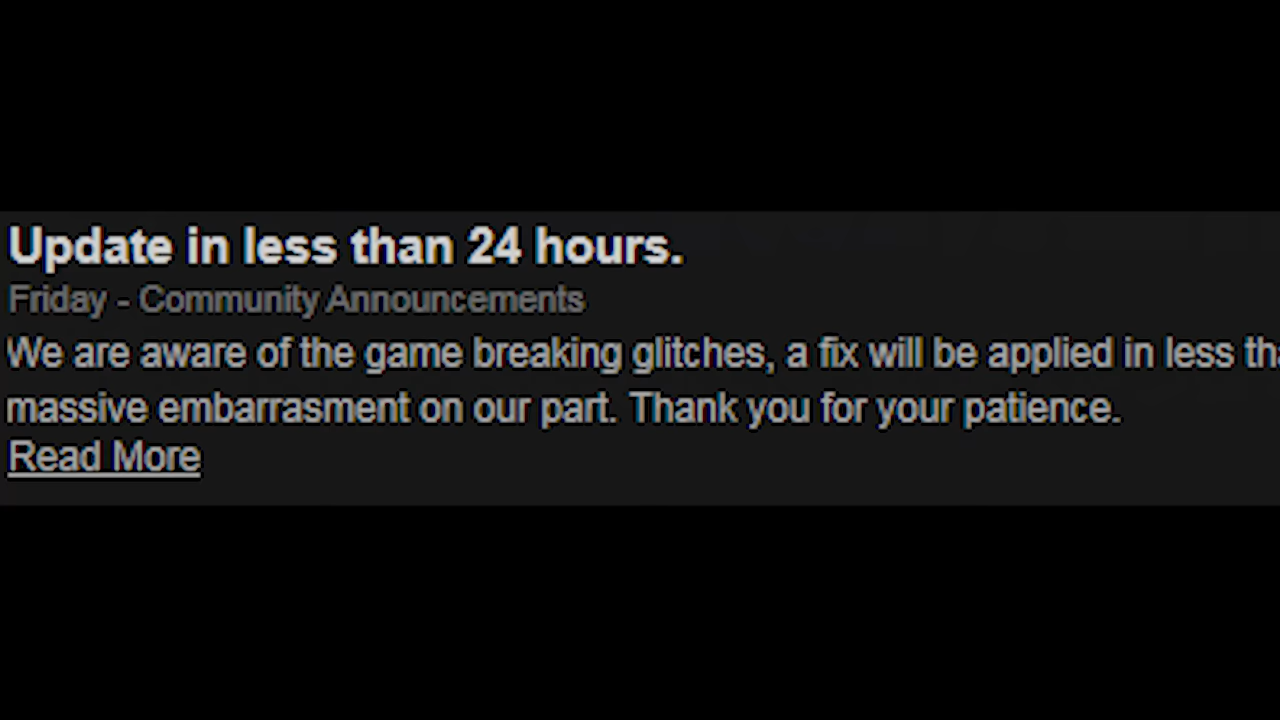 Update in less than 24 hours.
Friday - Community Announcements
We are aware of the game breaking glitches, a fix will be applied in less
massive embarrasment on our part. Thank you for your patience.
Read More